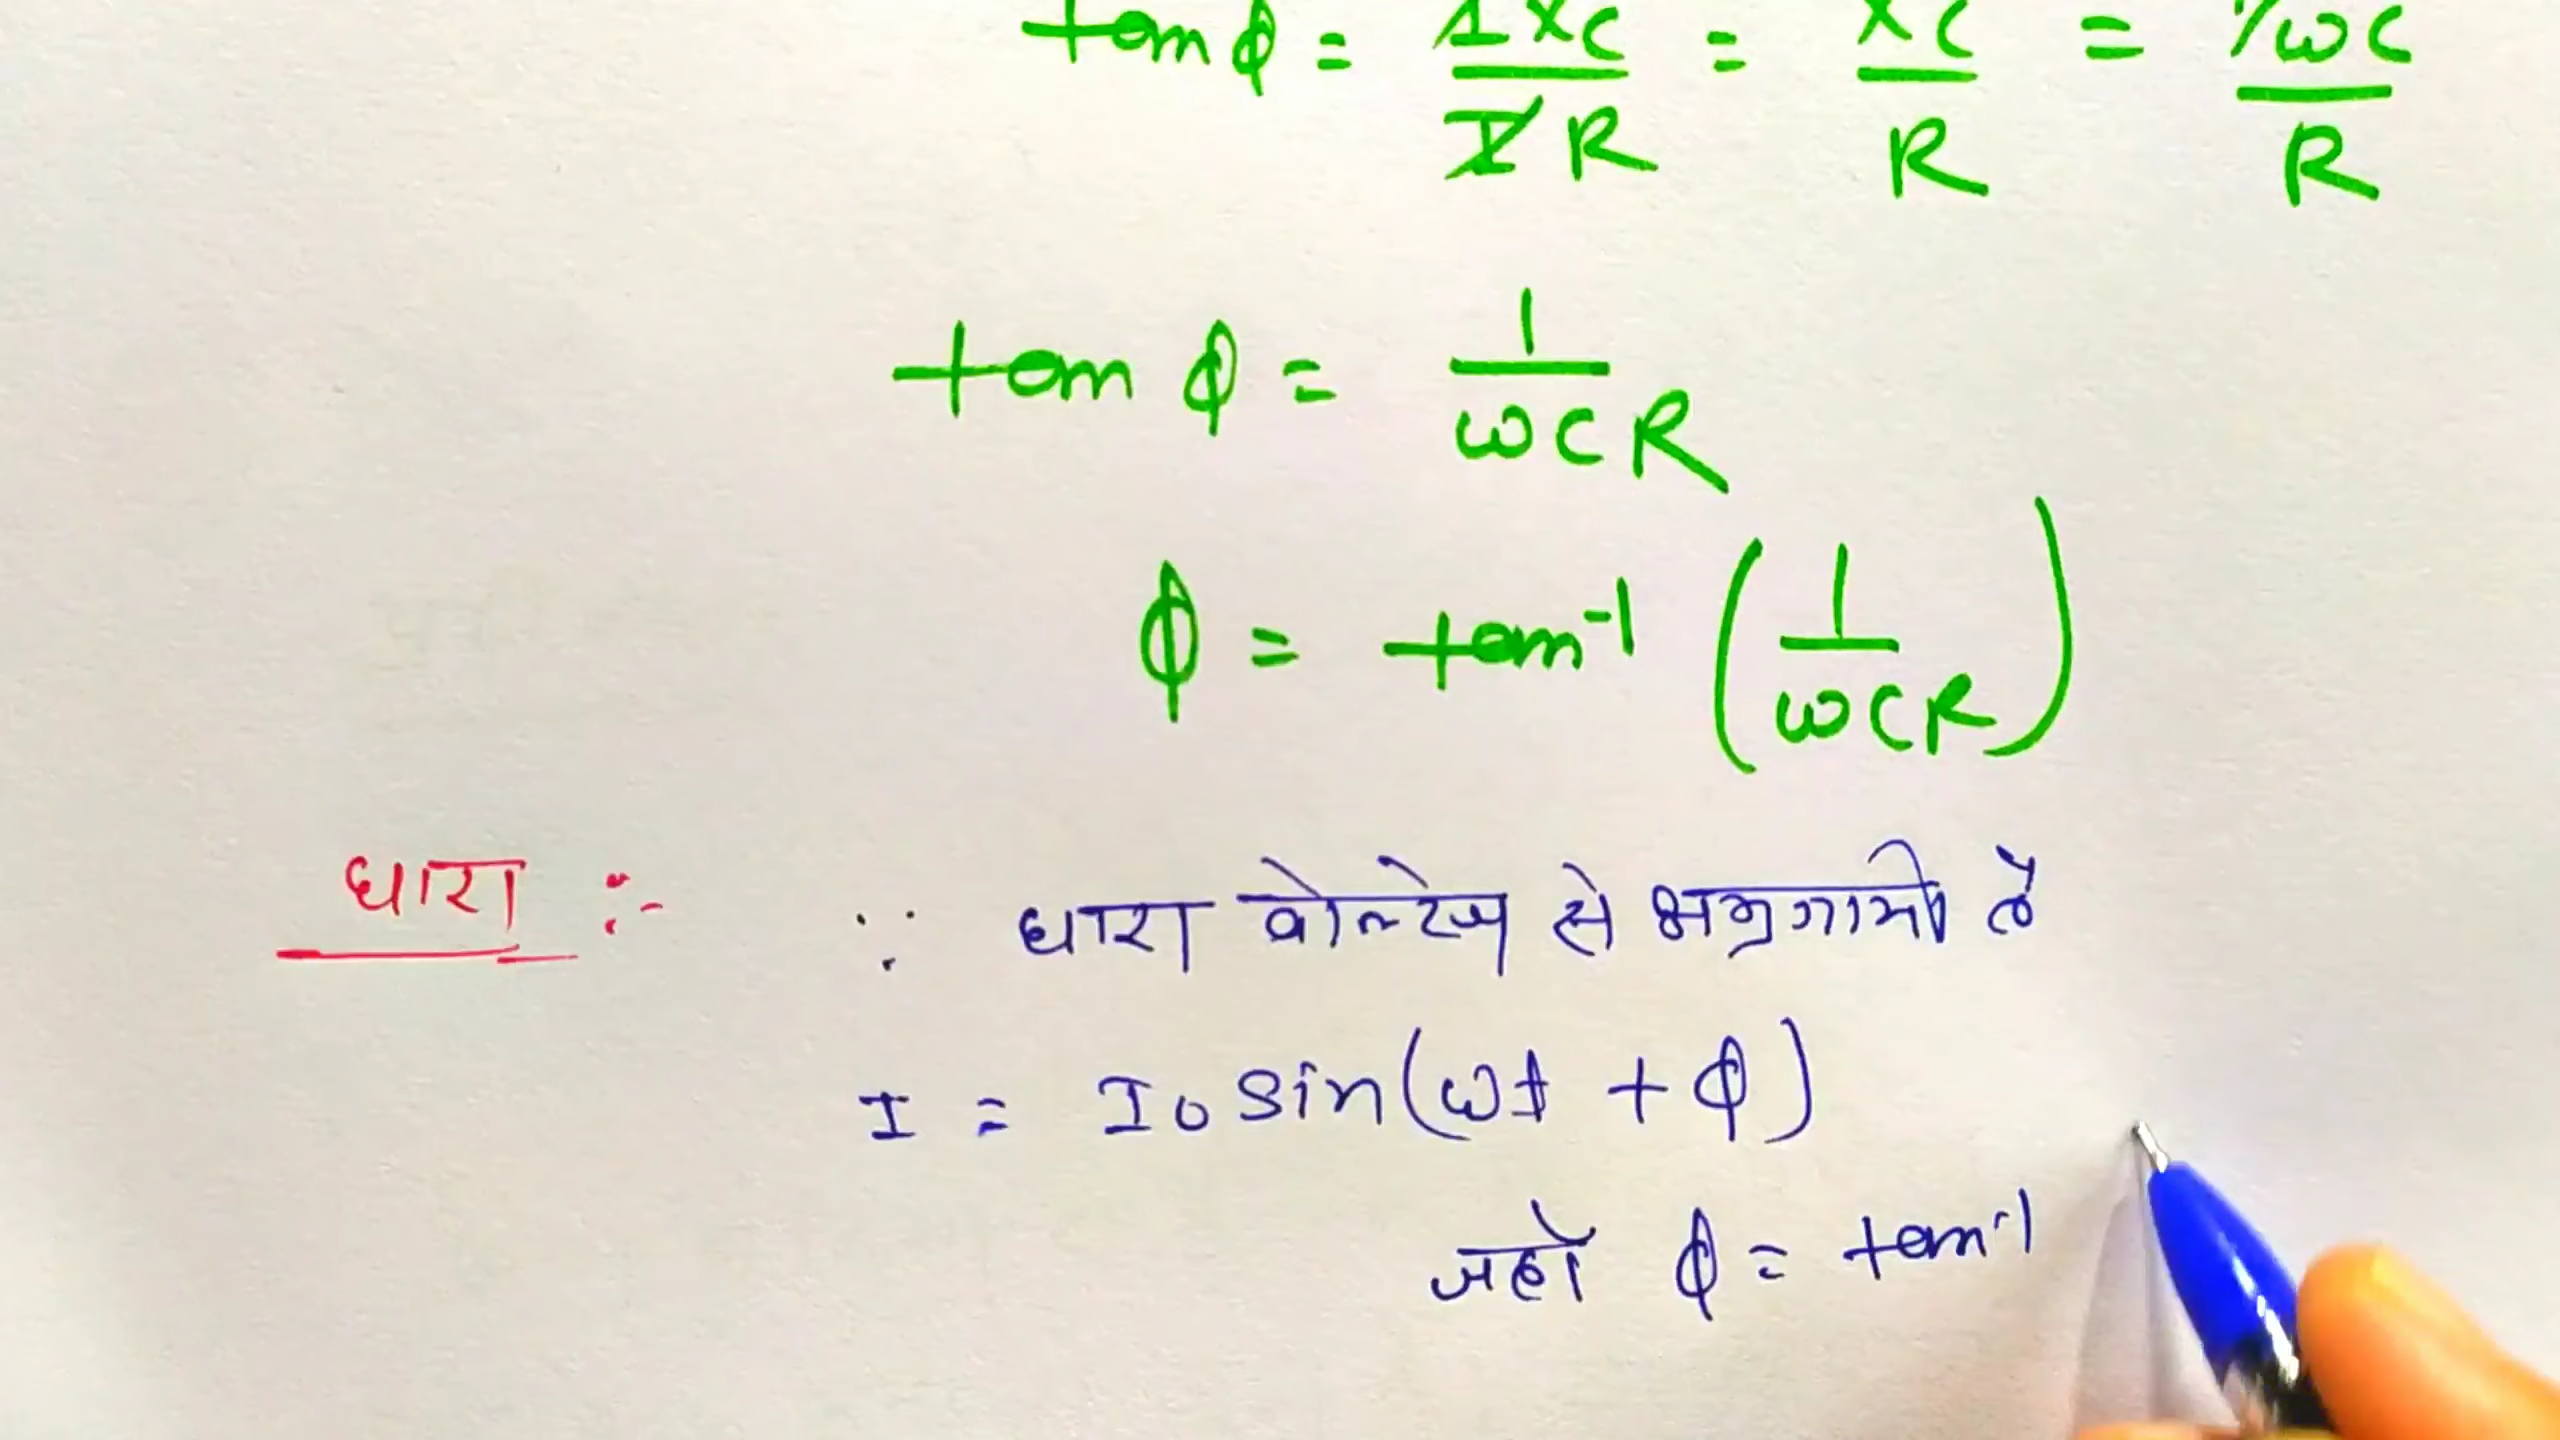 tan φ = IXC / IR = XC / R = 1/ωC / R
tan φ = 1 / ωCR
φ = tan⁻¹ (1 / ωCR)
धारा :- ∵ धारा वोल्टेज से अग्रगामी है
I = I0 sin(ωt + φ)
जहाँ φ = tan⁻¹